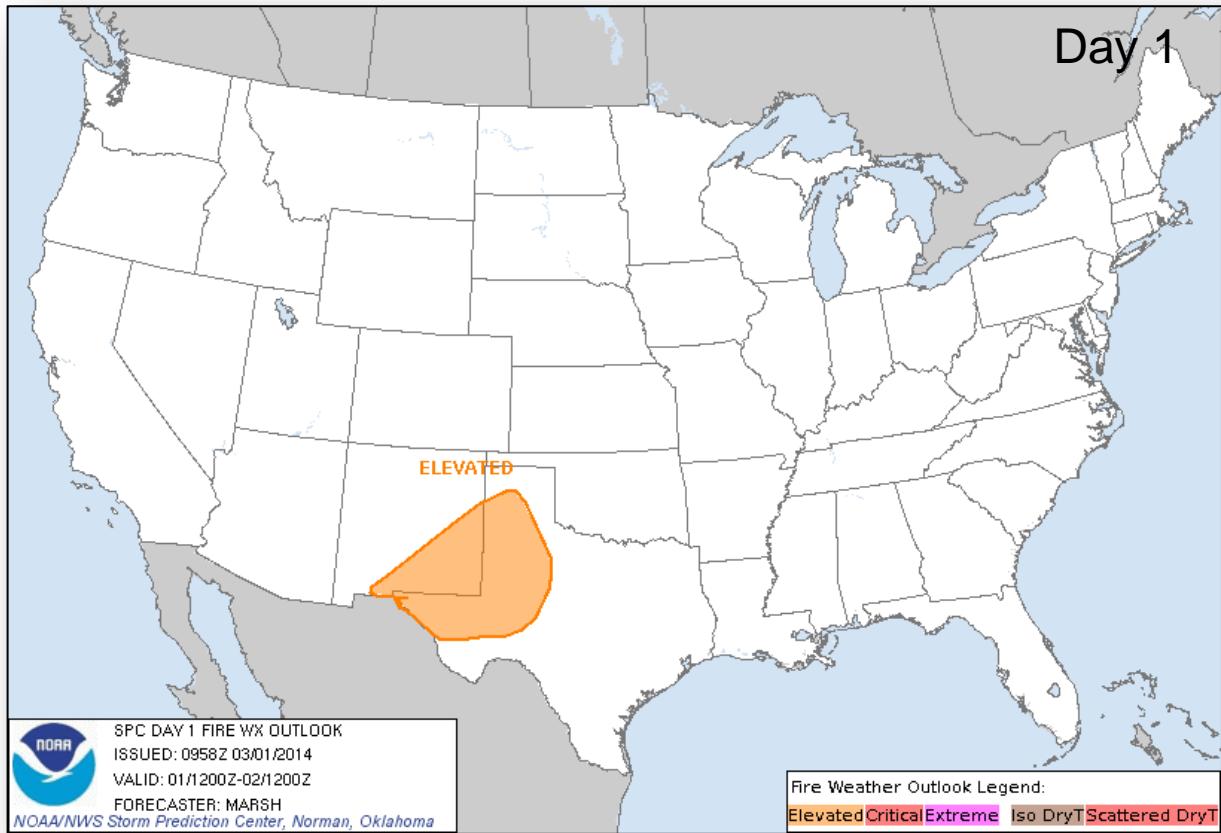 Day 1
ELEVATED
NOAA
SPC DAY 1 FIRE WX OUTLOOK
ISSUED: 0958Z 03/01/2014
VALID: 01/1200Z-02/1200Z
FORECASTER: MARSH
NOAA/NWS Storm Prediction Center, Norman, Oklahoma
Fire Weather Outlook Legend:
Elevated Critical Extreme Iso DryT Scattered DryT